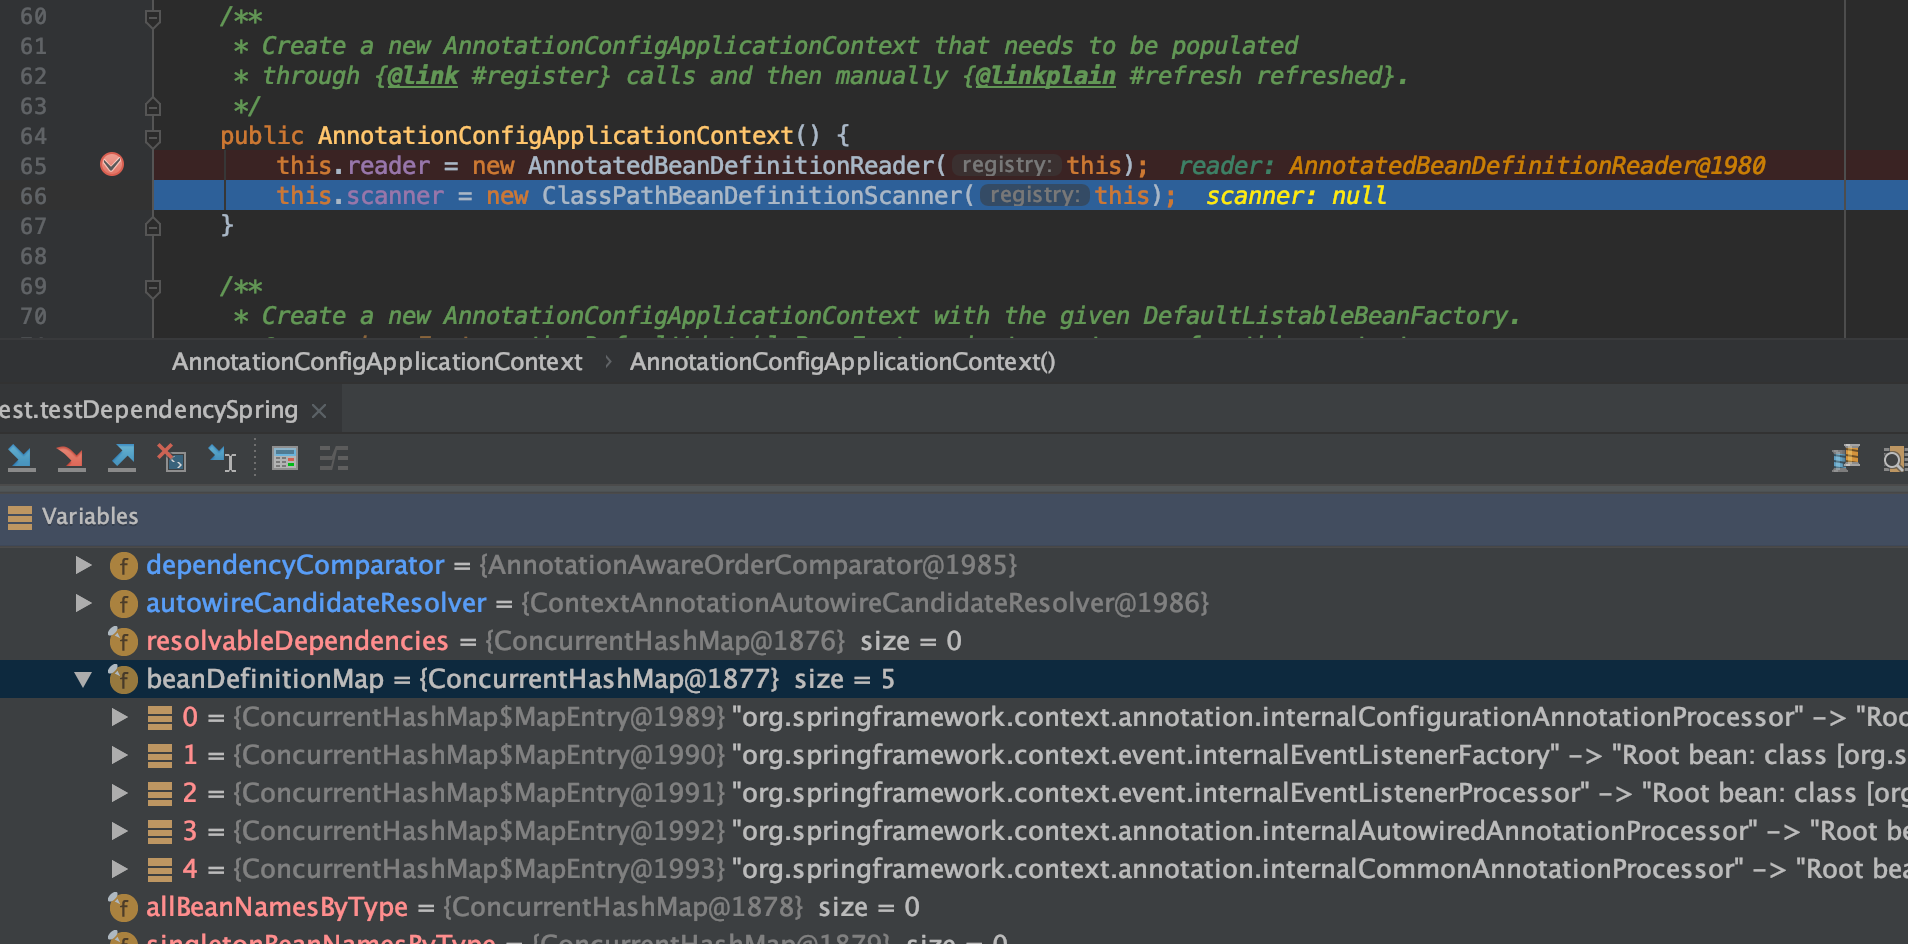 60 /**
61 * Create a new AnnotationConfigApplicationContext that needs to be populated
62 * through {@link #register} calls and then manually {@linkplain #refresh refreshed}.
63 */
64 public AnnotationConfigApplicationContext() {
65 this.reader = new AnnotatedBeanDefinitionReader( registry: this); reader: AnnotatedBeanDefinitionReader@1980
66 this.scanner = new ClassPathBeanDefinitionScanner( registry: this); scanner: null
67 }
68
69 /**
70 * Create a new AnnotationConfigApplicationContext with the given DefaultListableBeanFactory.
AnnotationConfigApplicationContext › AnnotationConfigApplicationContext()
est.testDependencySpring ×
Variables
f dependencyComparator = {AnnotationAwareOrderComparator@1985}
f autowireCandidateResolver = {ContextAnnotationAutowireCandidateResolver@1986}
f resolvableDependencies = {ConcurrentHashMap@1876} size = 0
f beanDefinitionMap = {ConcurrentHashMap@1877} size = 5
0 = {ConcurrentHashMap$MapEntry@1989} "org.springframework.context.annotation.internalConfigurationAnnotationProcessor" -> "Roo
1 = {ConcurrentHashMap$MapEntry@1990} "org.springframework.context.event.internalEventListenerFactory" -> "Root bean: class [org.s
2 = {ConcurrentHashMap$MapEntry@1991} "org.springframework.context.event.internalEventListenerProcessor" -> "Root bean: class [org
3 = {ConcurrentHashMap$MapEntry@1992} "org.springframework.context.annotation.internalAutowiredAnnotationProcessor" -> "Root be
4 = {ConcurrentHashMap$MapEntry@1993} "org.springframework.context.annotation.internalCommonAnnotationProcessor" -> "Root bea
f allBeanNamesByType = {ConcurrentHashMap@1878} size = 0
f singletonBeanNamesByType = {ConcurrentHashMap@1879} size = 0